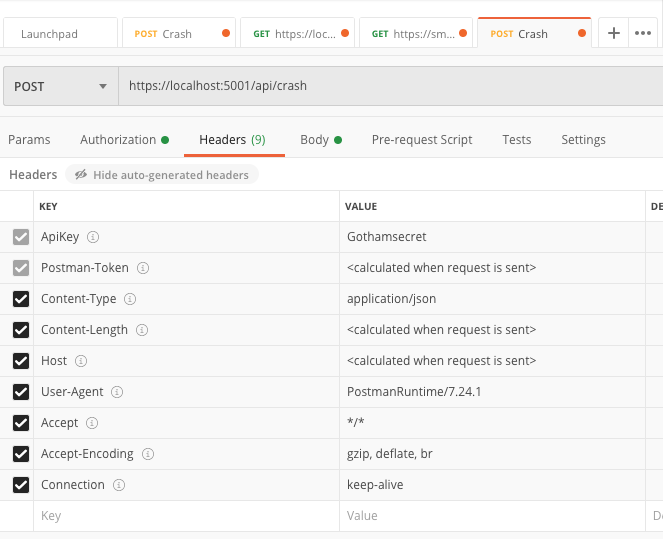 Launchpad POST Crash GET https://loc... GET https://sm... POST Crash + •••
POST https://localhost:5001/api/crash
Params Authorization Headers (9) Body Pre-request Script Tests Settings
Headers Hide auto-generated headers
KEY VALUE DE
ApiKey Gothamsecret
Postman-Token <calculated when request is sent>
Content-Type application/json
Content-Length <calculated when request is sent>
Host <calculated when request is sent>
User-Agent PostmanRuntime/7.24.1
Accept */*
Accept-Encoding gzip, deflate, br
Connection keep-alive
Key Value De